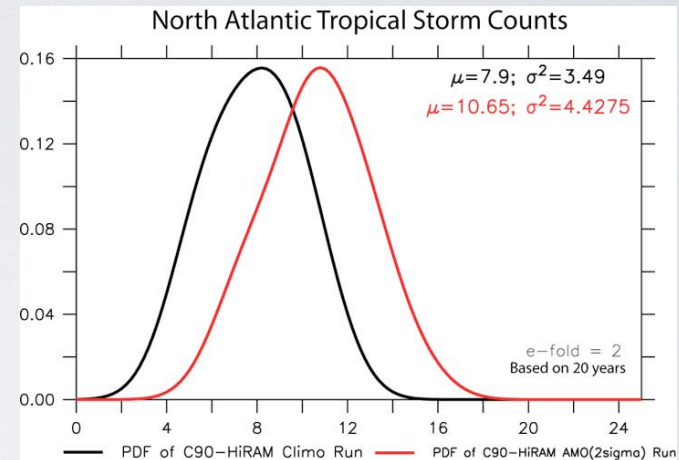 North Atlantic Tropical Storm Counts
0.16
μ=7.9; σ²=3.49
μ=10.65; σ²=4.4275
0.12
0.08
0.04
e-fold = 2
Based on 20 years
0.00
0 4 8 12 16 20 24
PDF of C90-HiRAM Climo Run PDF of C90-HiRAM AMO(2sigma) Run